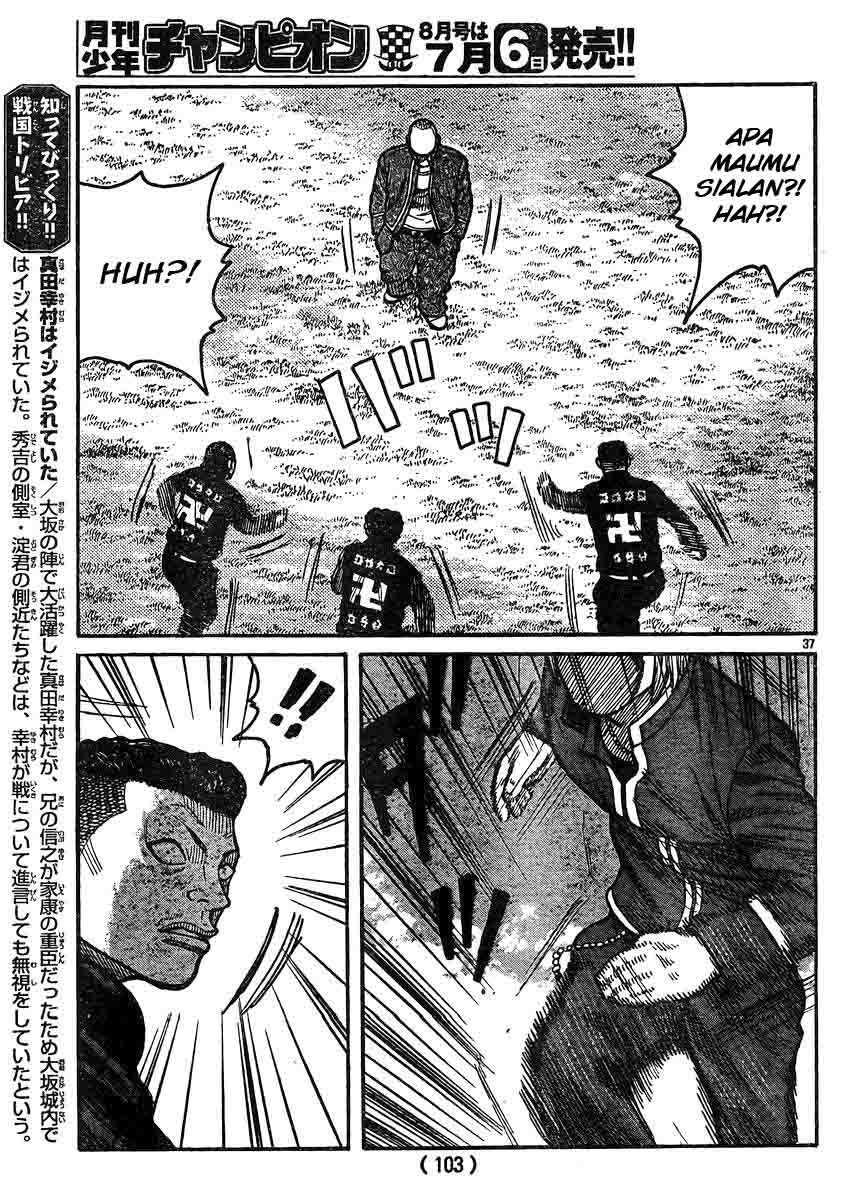 月刊
少年
チャンピオン
8月号は
7月6日発売!!
知ってびっくり!!
戦国トリビア!!
真田幸村はイジメられていた/大坂の陣で大活躍した真田幸村だが、兄の信之が家康の重臣だったため大坂城内で
はイジメられていた。秀吉の側室・淀君の側近たちなどは、幸村が戦について進言しても無視をしていたという。
APA
MAUMU
SIALAN?!
HAH?!
HUH?!
バッ
バッ
卍
卍
卍
37
!!
(103)